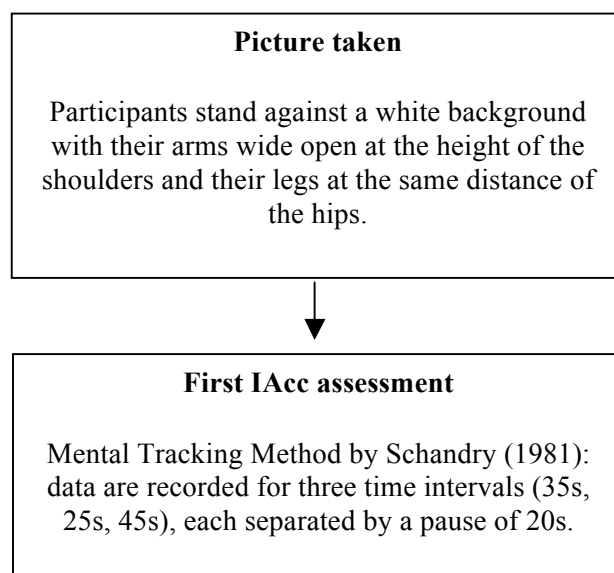 Picture taken
Participants stand against a white background
with their arms wide open at the height of the
shoulders and their legs at the same distance of
the hips.
First IAcc assessment
Mental Tracking Method by Schandry (1981):
data are recorded for three time intervals (35s,
25s, 45s), each separated by a pause of 20s.